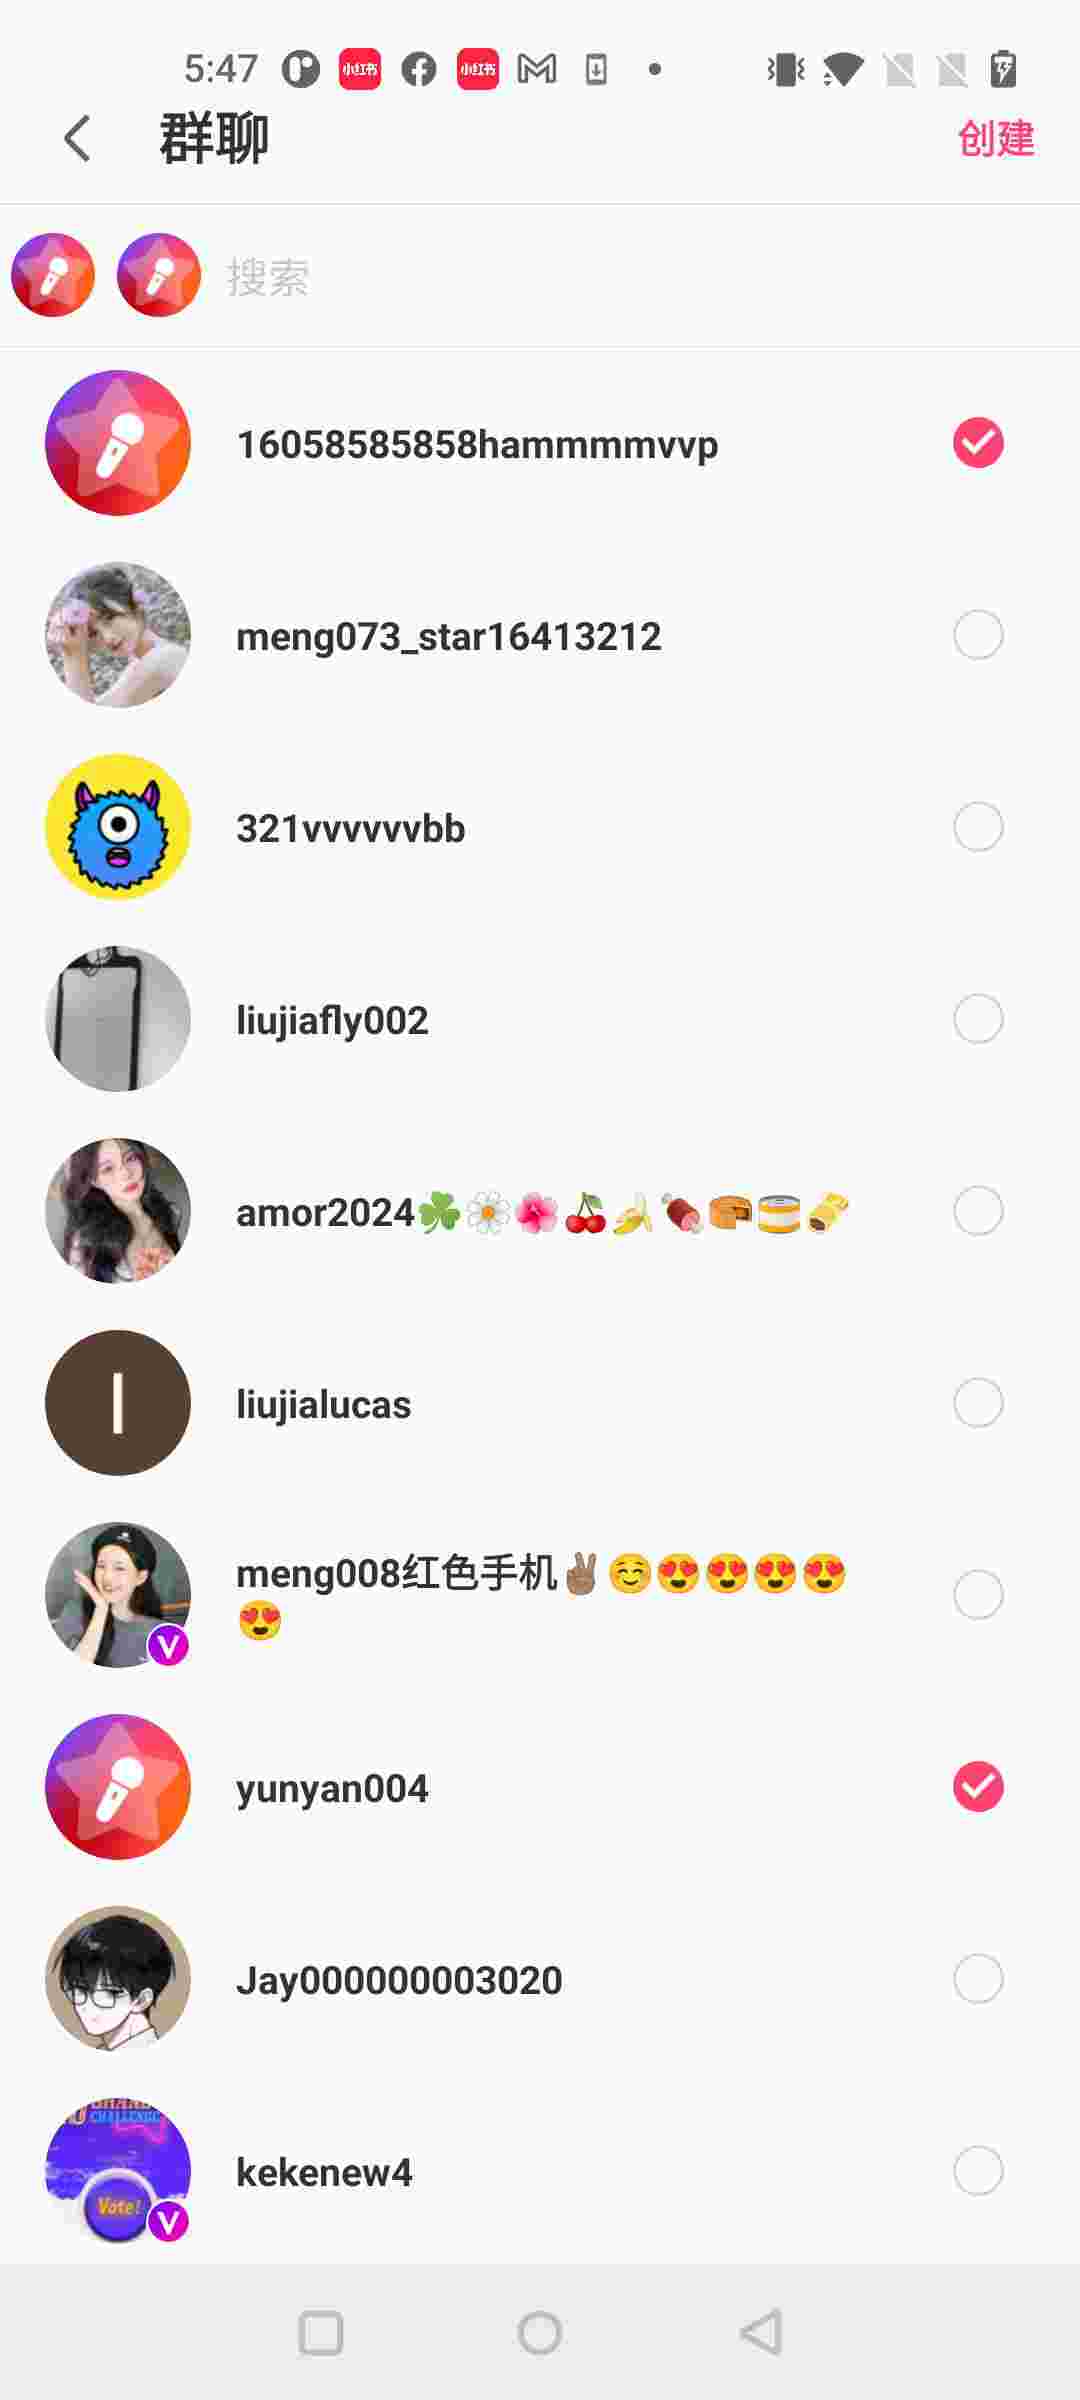 5:47
小红书
小红书
群聊
创建
搜索
16058585858hammmmvvp
meng073_star16413212
321vvvvvvbb
liujiafly002
amor2024☘️🌼🌺🍒🍌🍖🥮🥫🫔
l
liujialucas
meng008红色手机✌🏽☺️😍😍😍😍
😍
V
yunyan004
Jay000000003020
Vote!
V
kekenew4